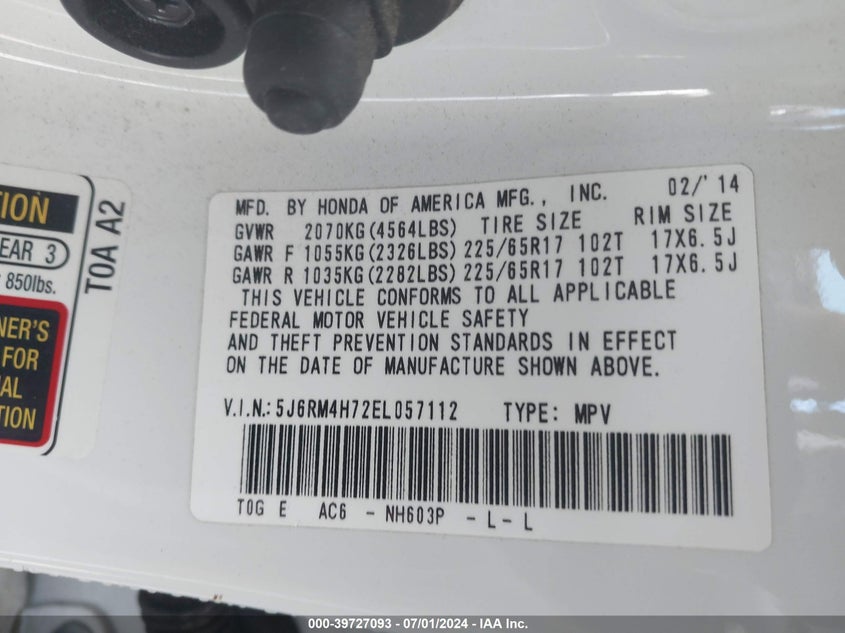 TION
EAR 3
850lbs.
NER'S
FOR
TION
T0A A2
MFD. BY HONDA OF AMERICA MFG., INC. 02/'14
GVWR 2070KG(4564LBS) TIRE SIZE RIM SIZE
GAWR F 1055KG(2326LBS) 225/65R17 102T 17X6.5J
GAWR R 1035KG(2282LBS) 225/65R17 102T 17X6.5J
THIS VEHICLE CONFORMS TO ALL APPLICABLE
FEDERAL MOTOR VEHICLE SAFETY
AND THEFT PREVENTION STANDARDS IN EFFECT
ON THE DATE OF MANUFACTURE SHOWN ABOVE.
V.I.N.: 5J6RM4H72EL057112 TYPE: MPV
T0G E AC6 - NH603P - L - L
000-39727093 - 07/01/2024 - IAA Inc.